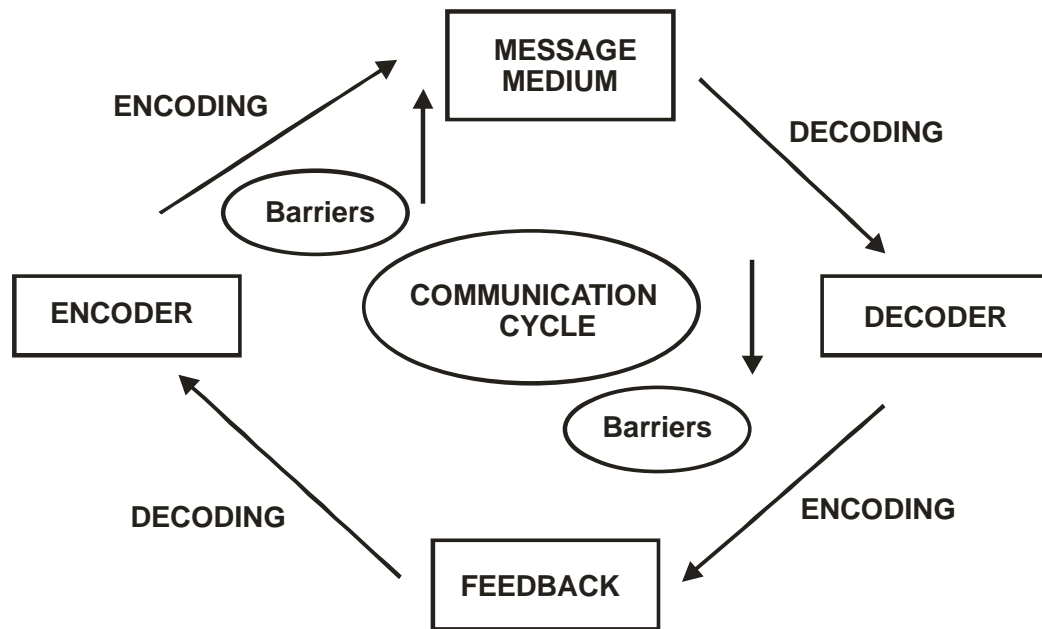 MESSAGE
MEDIUM
ENCODING
DECODING
Barriers
ENCODER
COMMUNICATION
CYCLE
DECODER
Barriers
DECODING
ENCODING
FEEDBACK